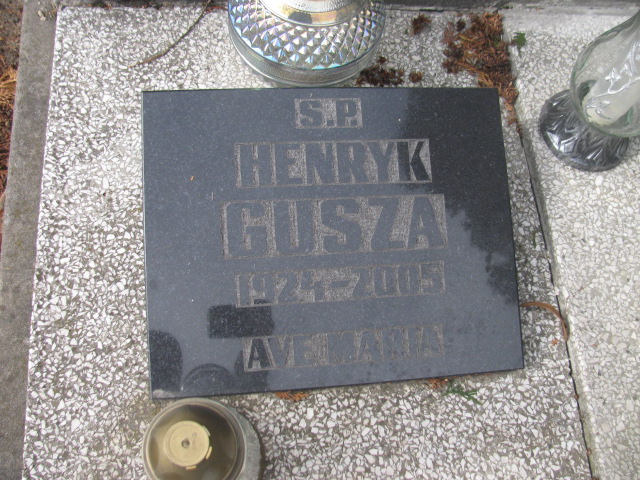 S.P.
HENRYK
GUSZA
1924-2005
AVE MARIA